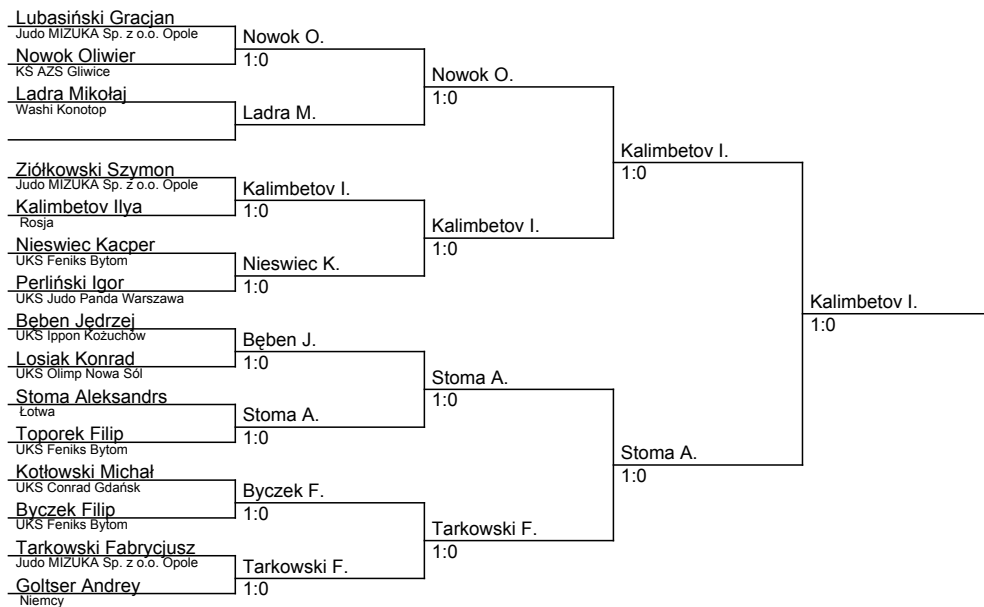 Lubasiński Gracjan
Judo MIZUKA Sp. z o.o. Opole
Nowok Oliwier
KŚ AZS Gliwice
Ladra Mikołaj
Washi Konotop
Ziółkowski Szymon
Judo MIZUKA Sp. z o.o. Opole
Kalimbetov Ilya
Rosja
Nieswiec Kacper
UKS Feniks Bytom
Perliński Igor
UKS Judo Panda Warszawa
Bęben Jędrzej
UKS Ippon Kożuchów
Losiak Konrad
UKS Olimp Nowa Sól
Stoma Aleksandrs
Łotwa
Toporek Filip
UKS Feniks Bytom
Kotłowski Michał
UKS Conrad Gdańsk
Byczek Filip
UKS Feniks Bytom
Tarkowski Fabrycjusz
Judo MIZUKA Sp. z o.o. Opole
Goltser Andrey
Niemcy
Nowok O.
1:0
Ladra M.
Kalimbetov I.
1:0
Nieswiec K.
1:0
Bęben J.
1:0
Stoma A.
1:0
Byczek F.
1:0
Tarkowski F.
1:0
Nowok O.
1:0
Kalimbetov I.
1:0
Stoma A.
1:0
Tarkowski F.
1:0
Kalimbetov I.
1:0
Stoma A.
1:0
Kalimbetov I.
1:0